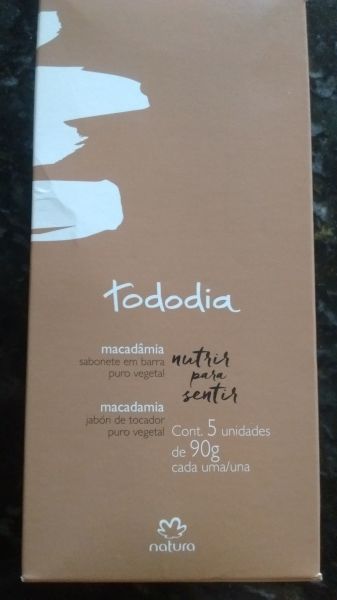 tododia
macadâmia
sabonete em barra
puro vegetal
nutrir
para
sentir
macadamia
jabón de tocador
puro vegetal
Cont. 5 unidades
de 90g
cada uma/una
natura